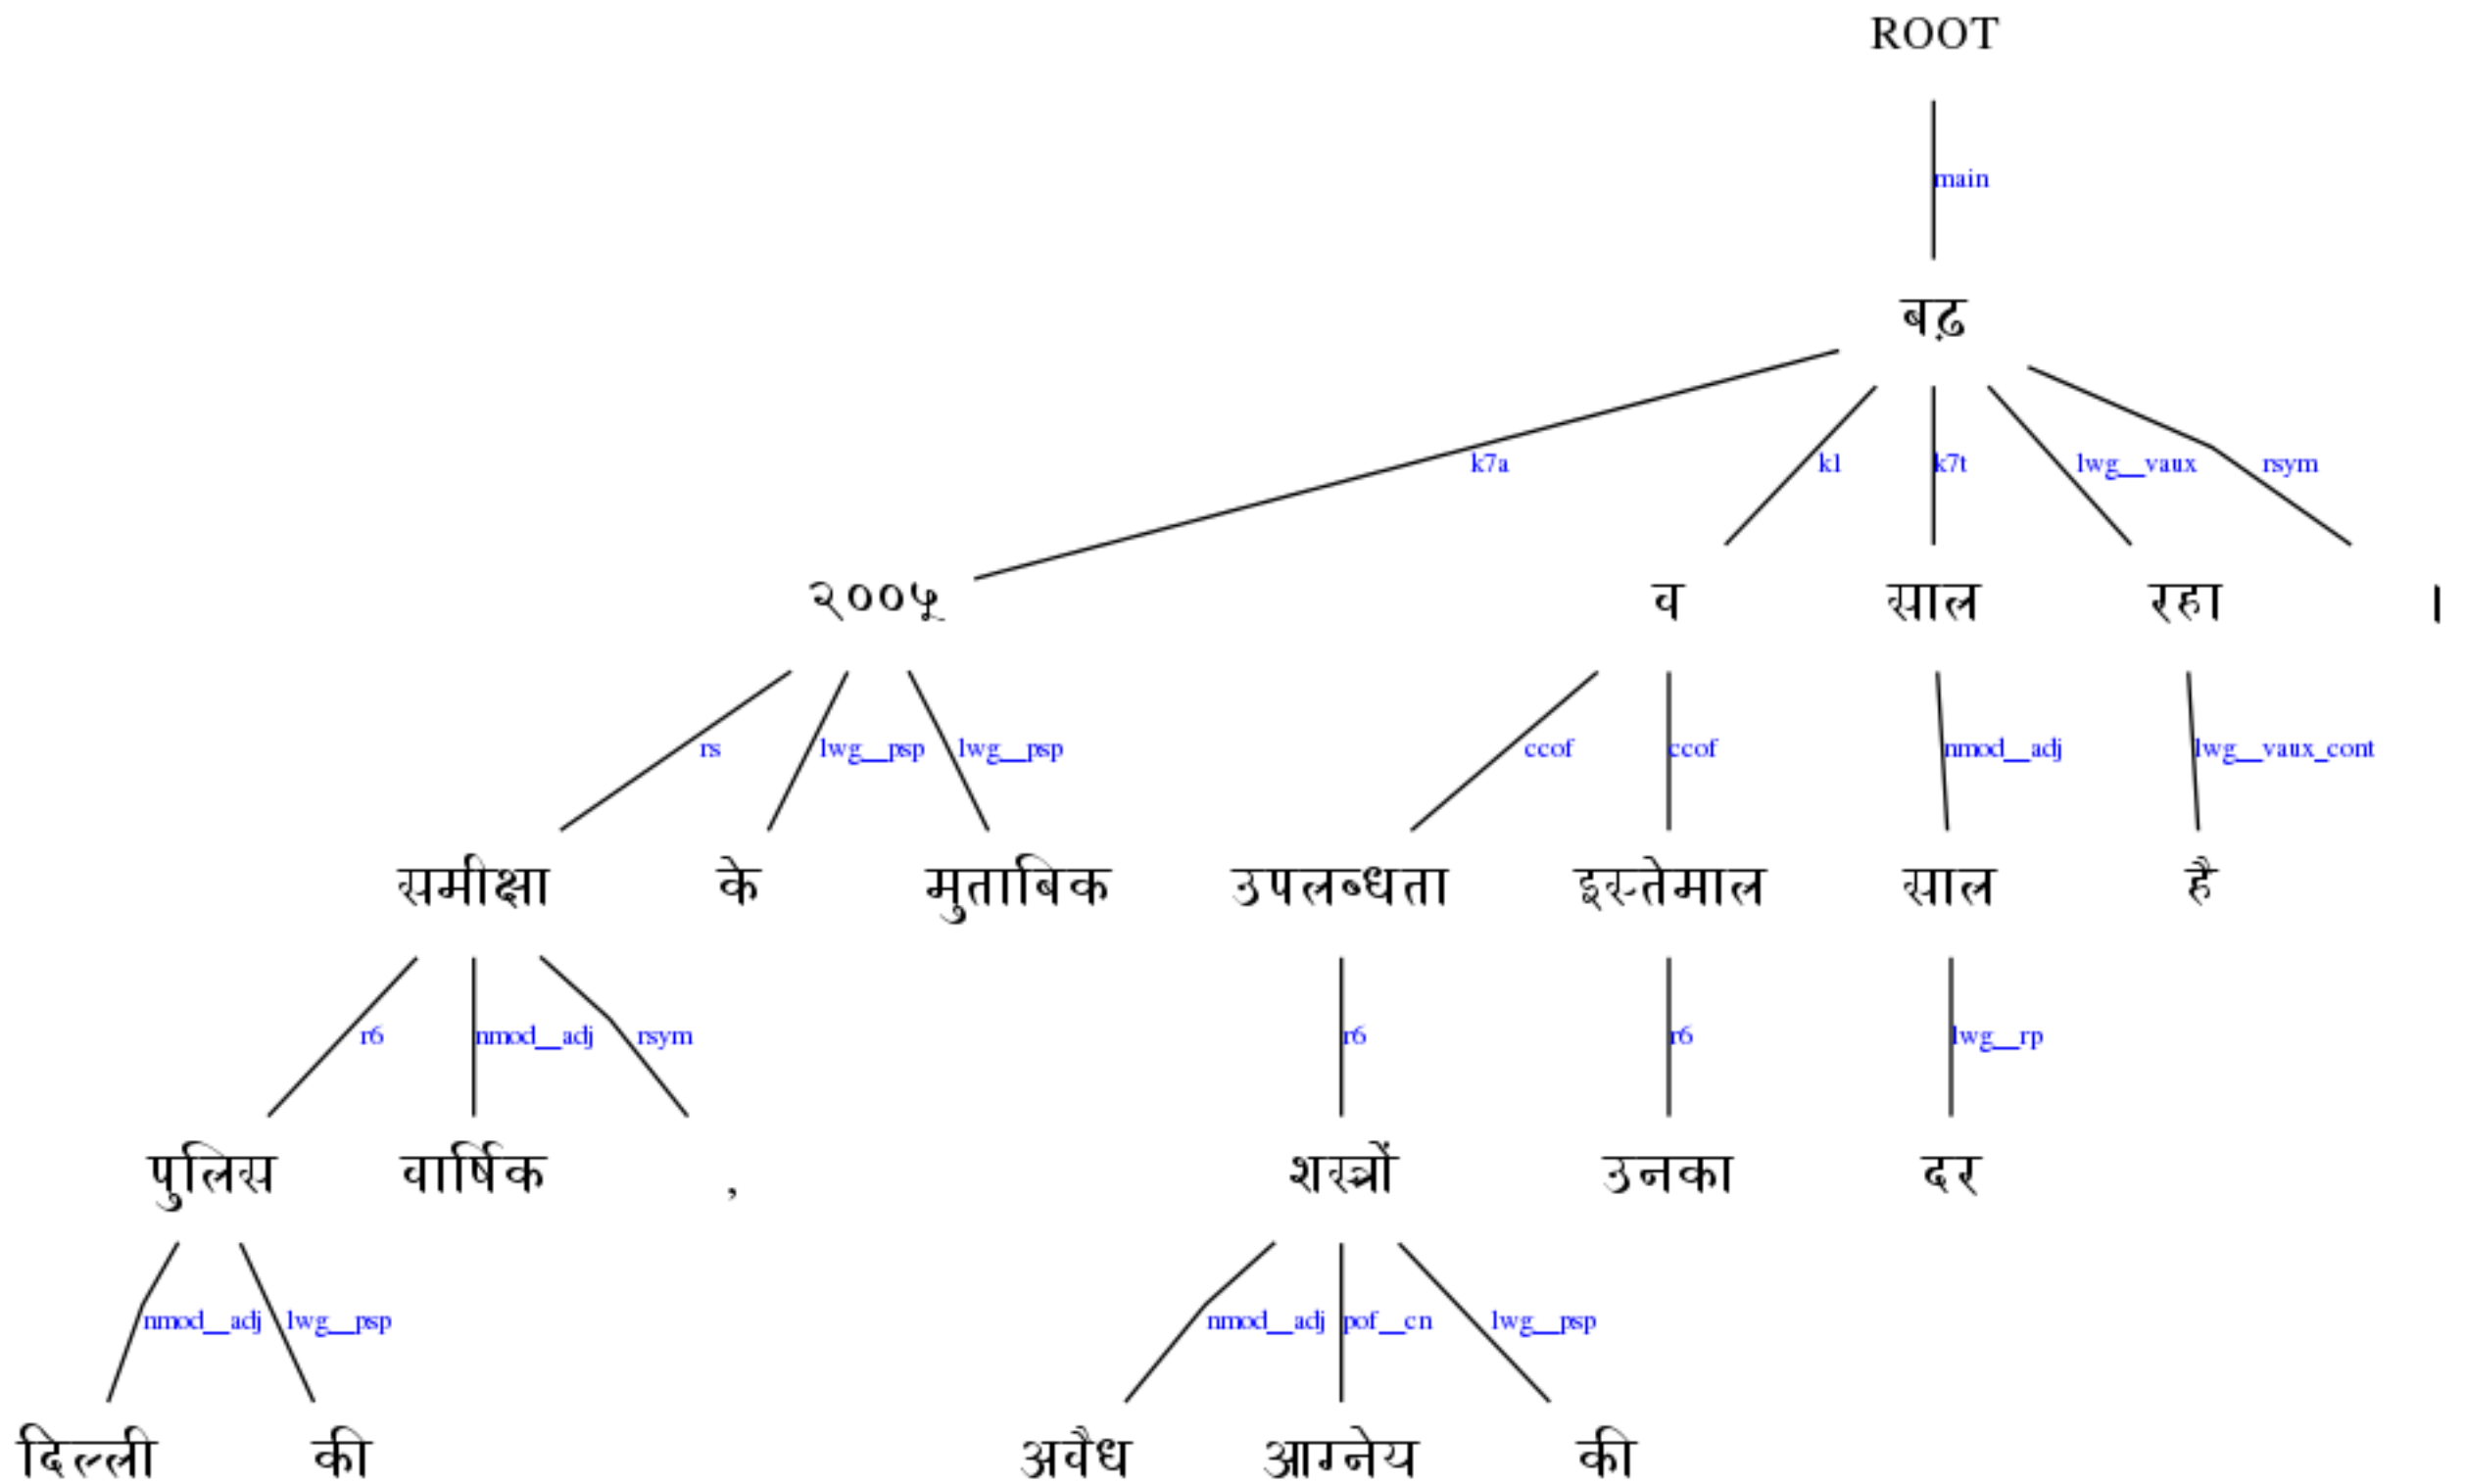 ROOT
main
बढ़
k7a k1 k7t lwg__vaux rsym
२००५ व साल रहा ।
rs lwg__psp lwg__psp ccof ccof nmod__adj lwg__vaux_cont
समीक्षा के मुताबिक उपलब्धता इस्तेमाल साल है
r6 nmod__adj rsym r6 r6 lwg__rp
पुलिस वार्षिक , शस्त्रों उनका दर
nmod__adj lwg__psp nmod__adj pof__cn lwg__psp
दिल्ली की अवैध आग्नेय की